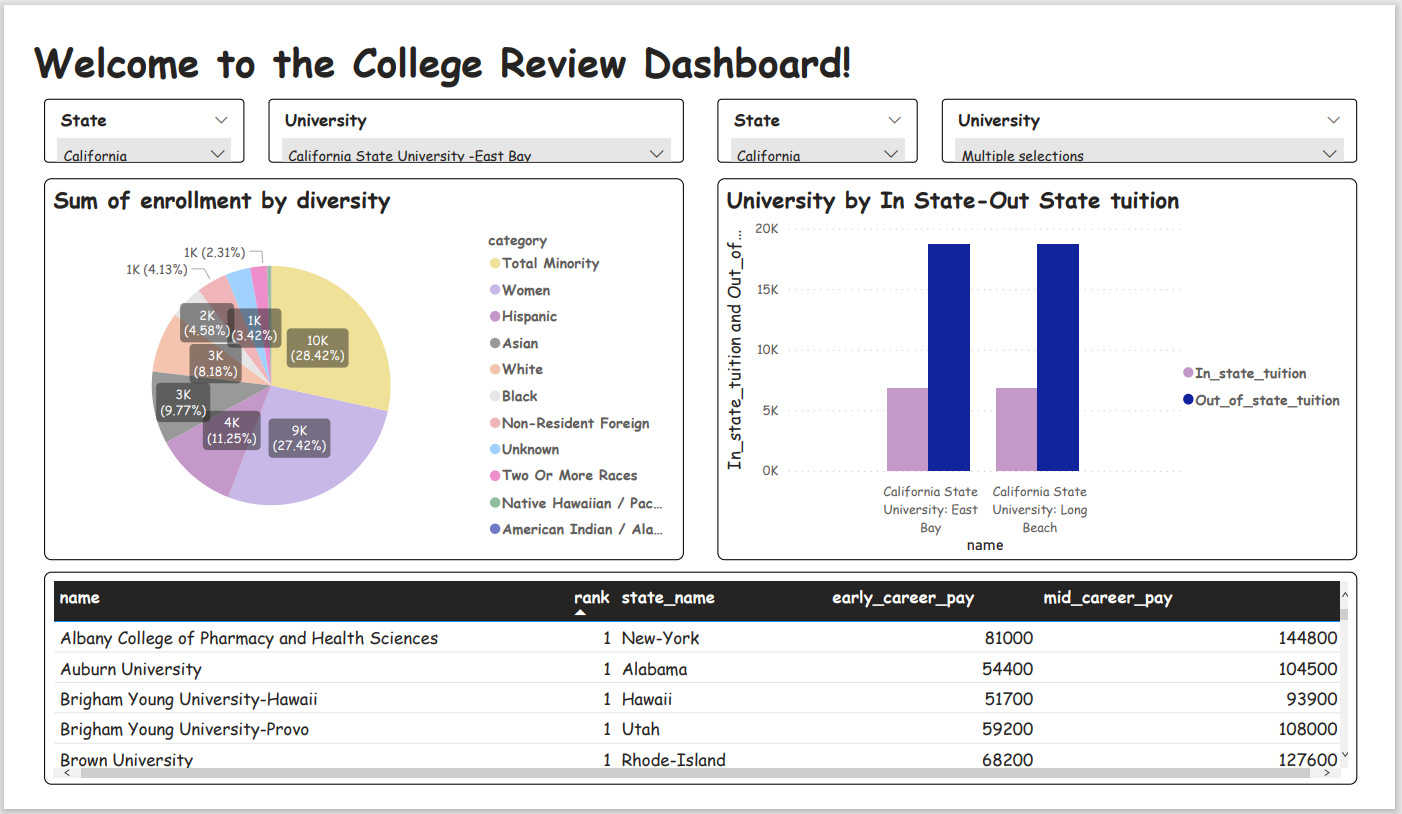 Welcome to the College Review Dashboard!
State
California
University
California State University -East Bay
State
California
University
Multiple selections
Sum of enrollment by diversity
1K (2.31%)
1K (4.13%)
2K
(4.58%)
1K
(3.42%)
10K
(28.42%)
3K
(8.18%)
3K
(9.77%)
4K
(11.25%)
9K
(27.42%)
category
Total Minority
Women
Hispanic
Asian
White
Black
Non-Resident Foreign
Unknown
Two Or More Races
Native Hawaiian / Pac...
American Indian / Ala...
University by In State-Out State tuition
In_state_tuition and Out_of_...
20K
15K
10K
5K
0K
California State
University: East
Bay
California State
University: Long
Beach
name
In_state_tuition
Out_of_state_tuition
name rank state_name early_career_pay mid_career_pay
Albany College of Pharmacy and Health Sciences 1 New-York 81000 144800
Auburn University 1 Alabama 54400 104500
Brigham Young University-Hawaii 1 Hawaii 51700 93900
Brigham Young University-Provo 1 Utah 59200 108000
Brown University 1 Rhode-Island 68200 127600